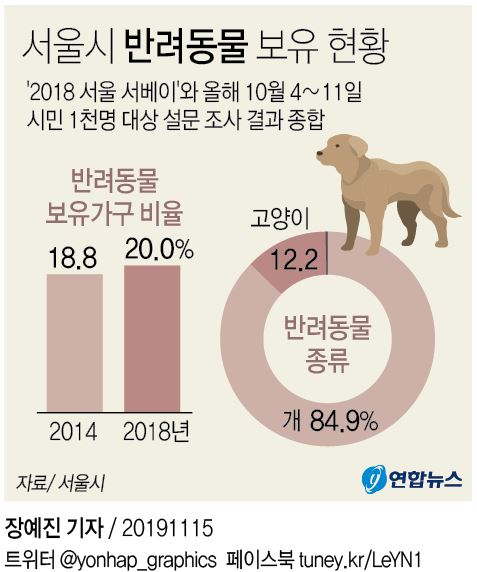 서울시 반려동물 보유 현황
'2018 서울 서베이'와 올해 10월 4~11일
시민 1천명 대상 설문 조사 결과 종합
반려동물
보유가구 비율
18.8
20.0%
2014
2018년
고양이
12.2
반려동물
종류
개 84.9%
자료/ 서울시
연합뉴스
장예진 기자 / 20191115
트위터 @yonhap_graphics 페이스북 tuney.kr/LeYN1